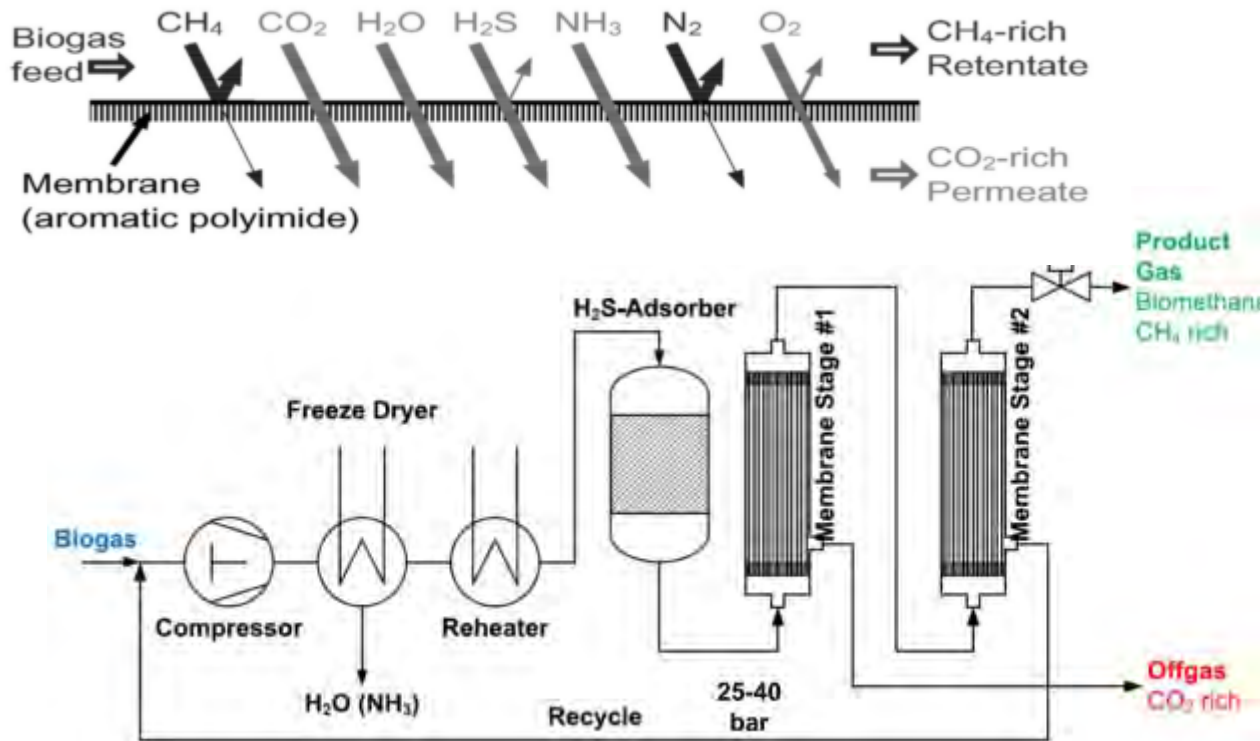 Biogas
feed
CH₄ CO₂ H₂O H₂S NH₃ N₂ O₂
CH₄-rich
Retentate
Membrane
(aromatic polyimide)
CO₂-rich
Permeate
Product
Gas
Biomethan
CH₄ rich
H₂S-Adsorber
Membrane Stage #1
Membrane Stage #2
Freeze Dryer
Biogas
Compressor
Reheater
H₂O (NH₃)
Recycle
25-40
bar
Offgas
CO₂ rich